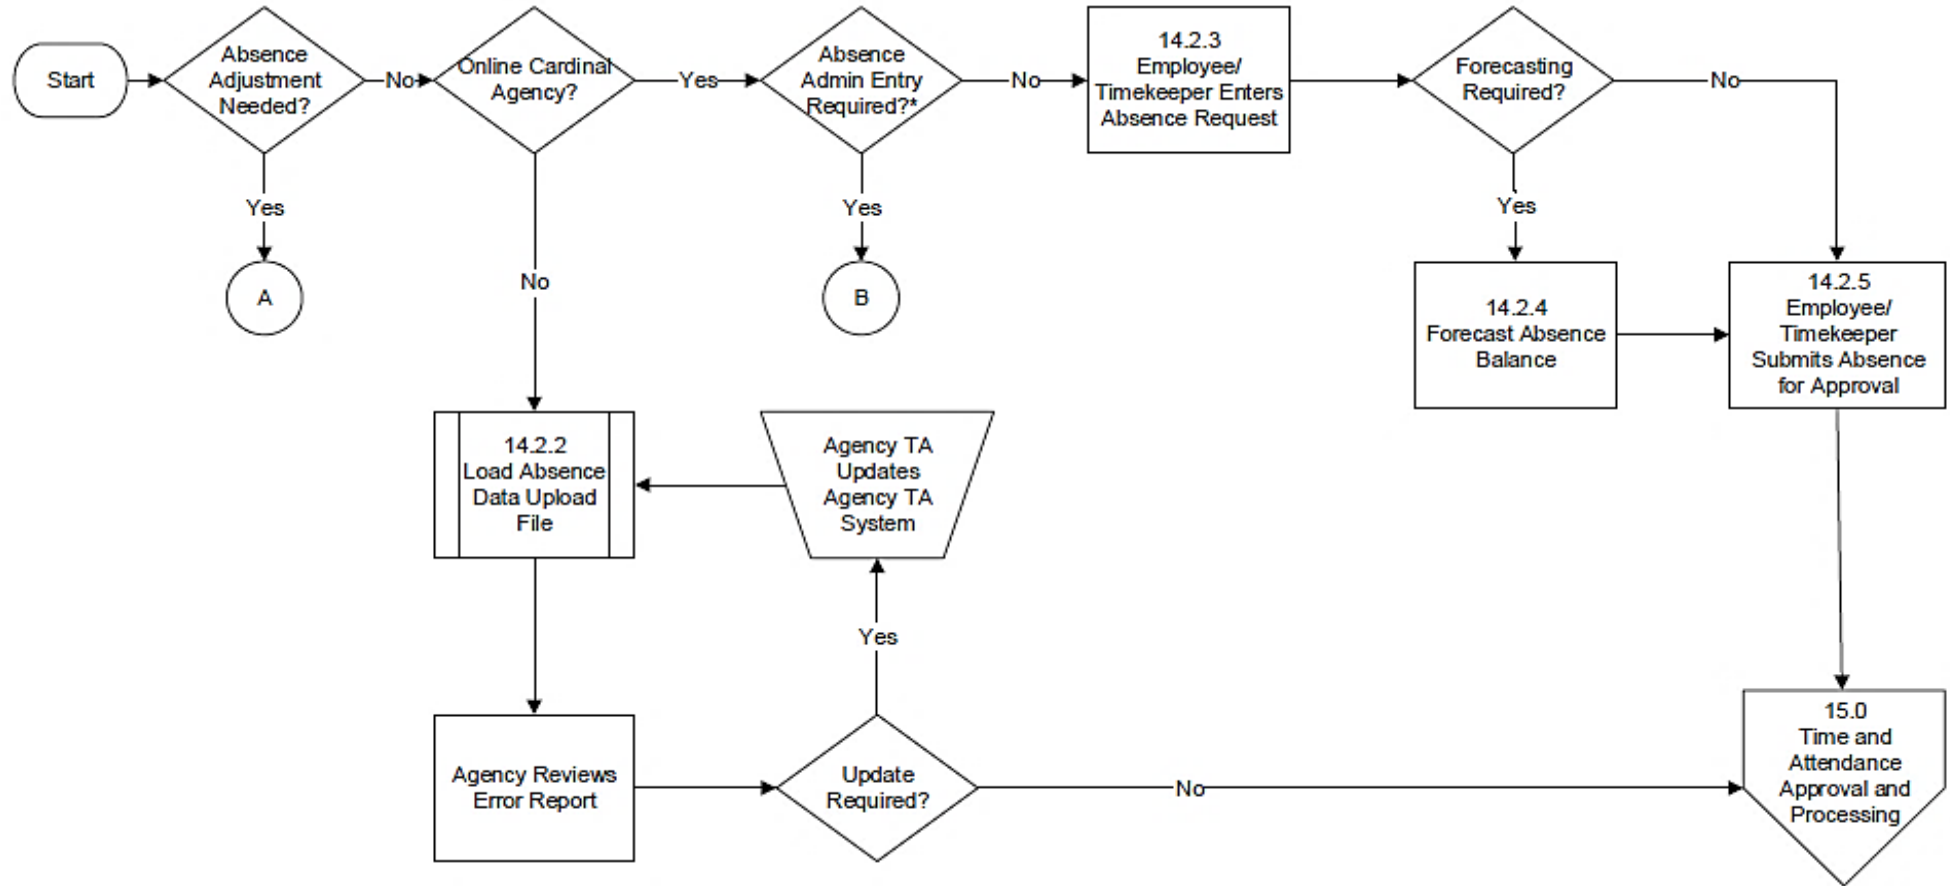 Start
Absence
Adjustment
Needed?
No
Online Cardinal
Agency?
Yes
Absence
Admin Entry
Required?*
No
14.2.3
Employee/
Timekeeper Enters
Absence Request
Forecasting
Required?
No
Yes
A
No
Yes
B
Yes
14.2.4
Forecast Absence
Balance
14.2.5
Employee/
Timekeeper
Submits Absence
for Approval
14.2.2
Load Absence
Data Upload
File
Agency TA
Updates
Agency TA
System
Yes
Agency Reviews
Error Report
Update
Required?
No
15.0
Time and
Attendance
Approval and
Processing